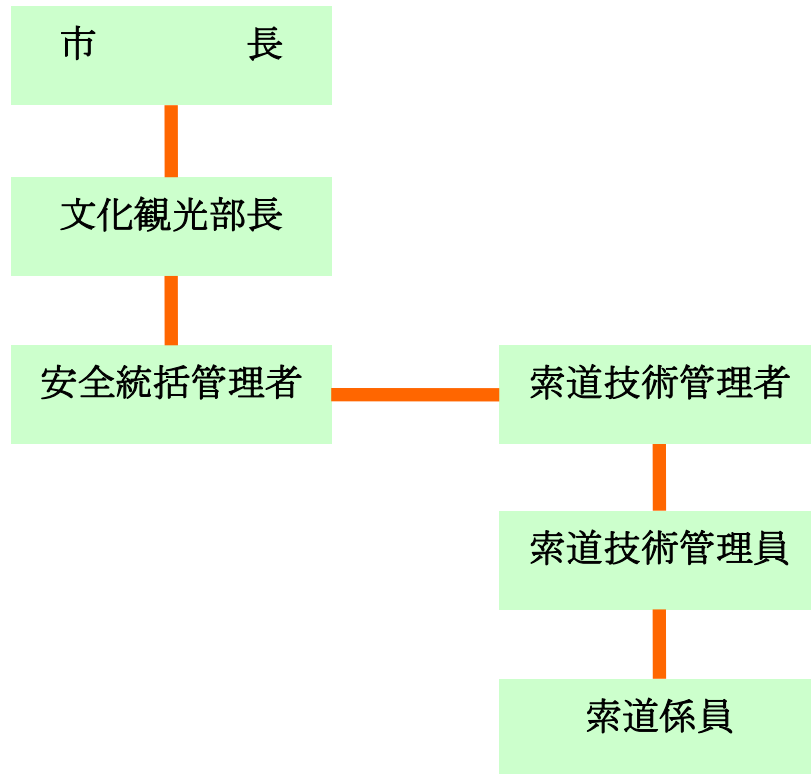 市　　　　長
文化観光部長
安全統括管理者
索道技術管理者
索道技術管理員
索道係員